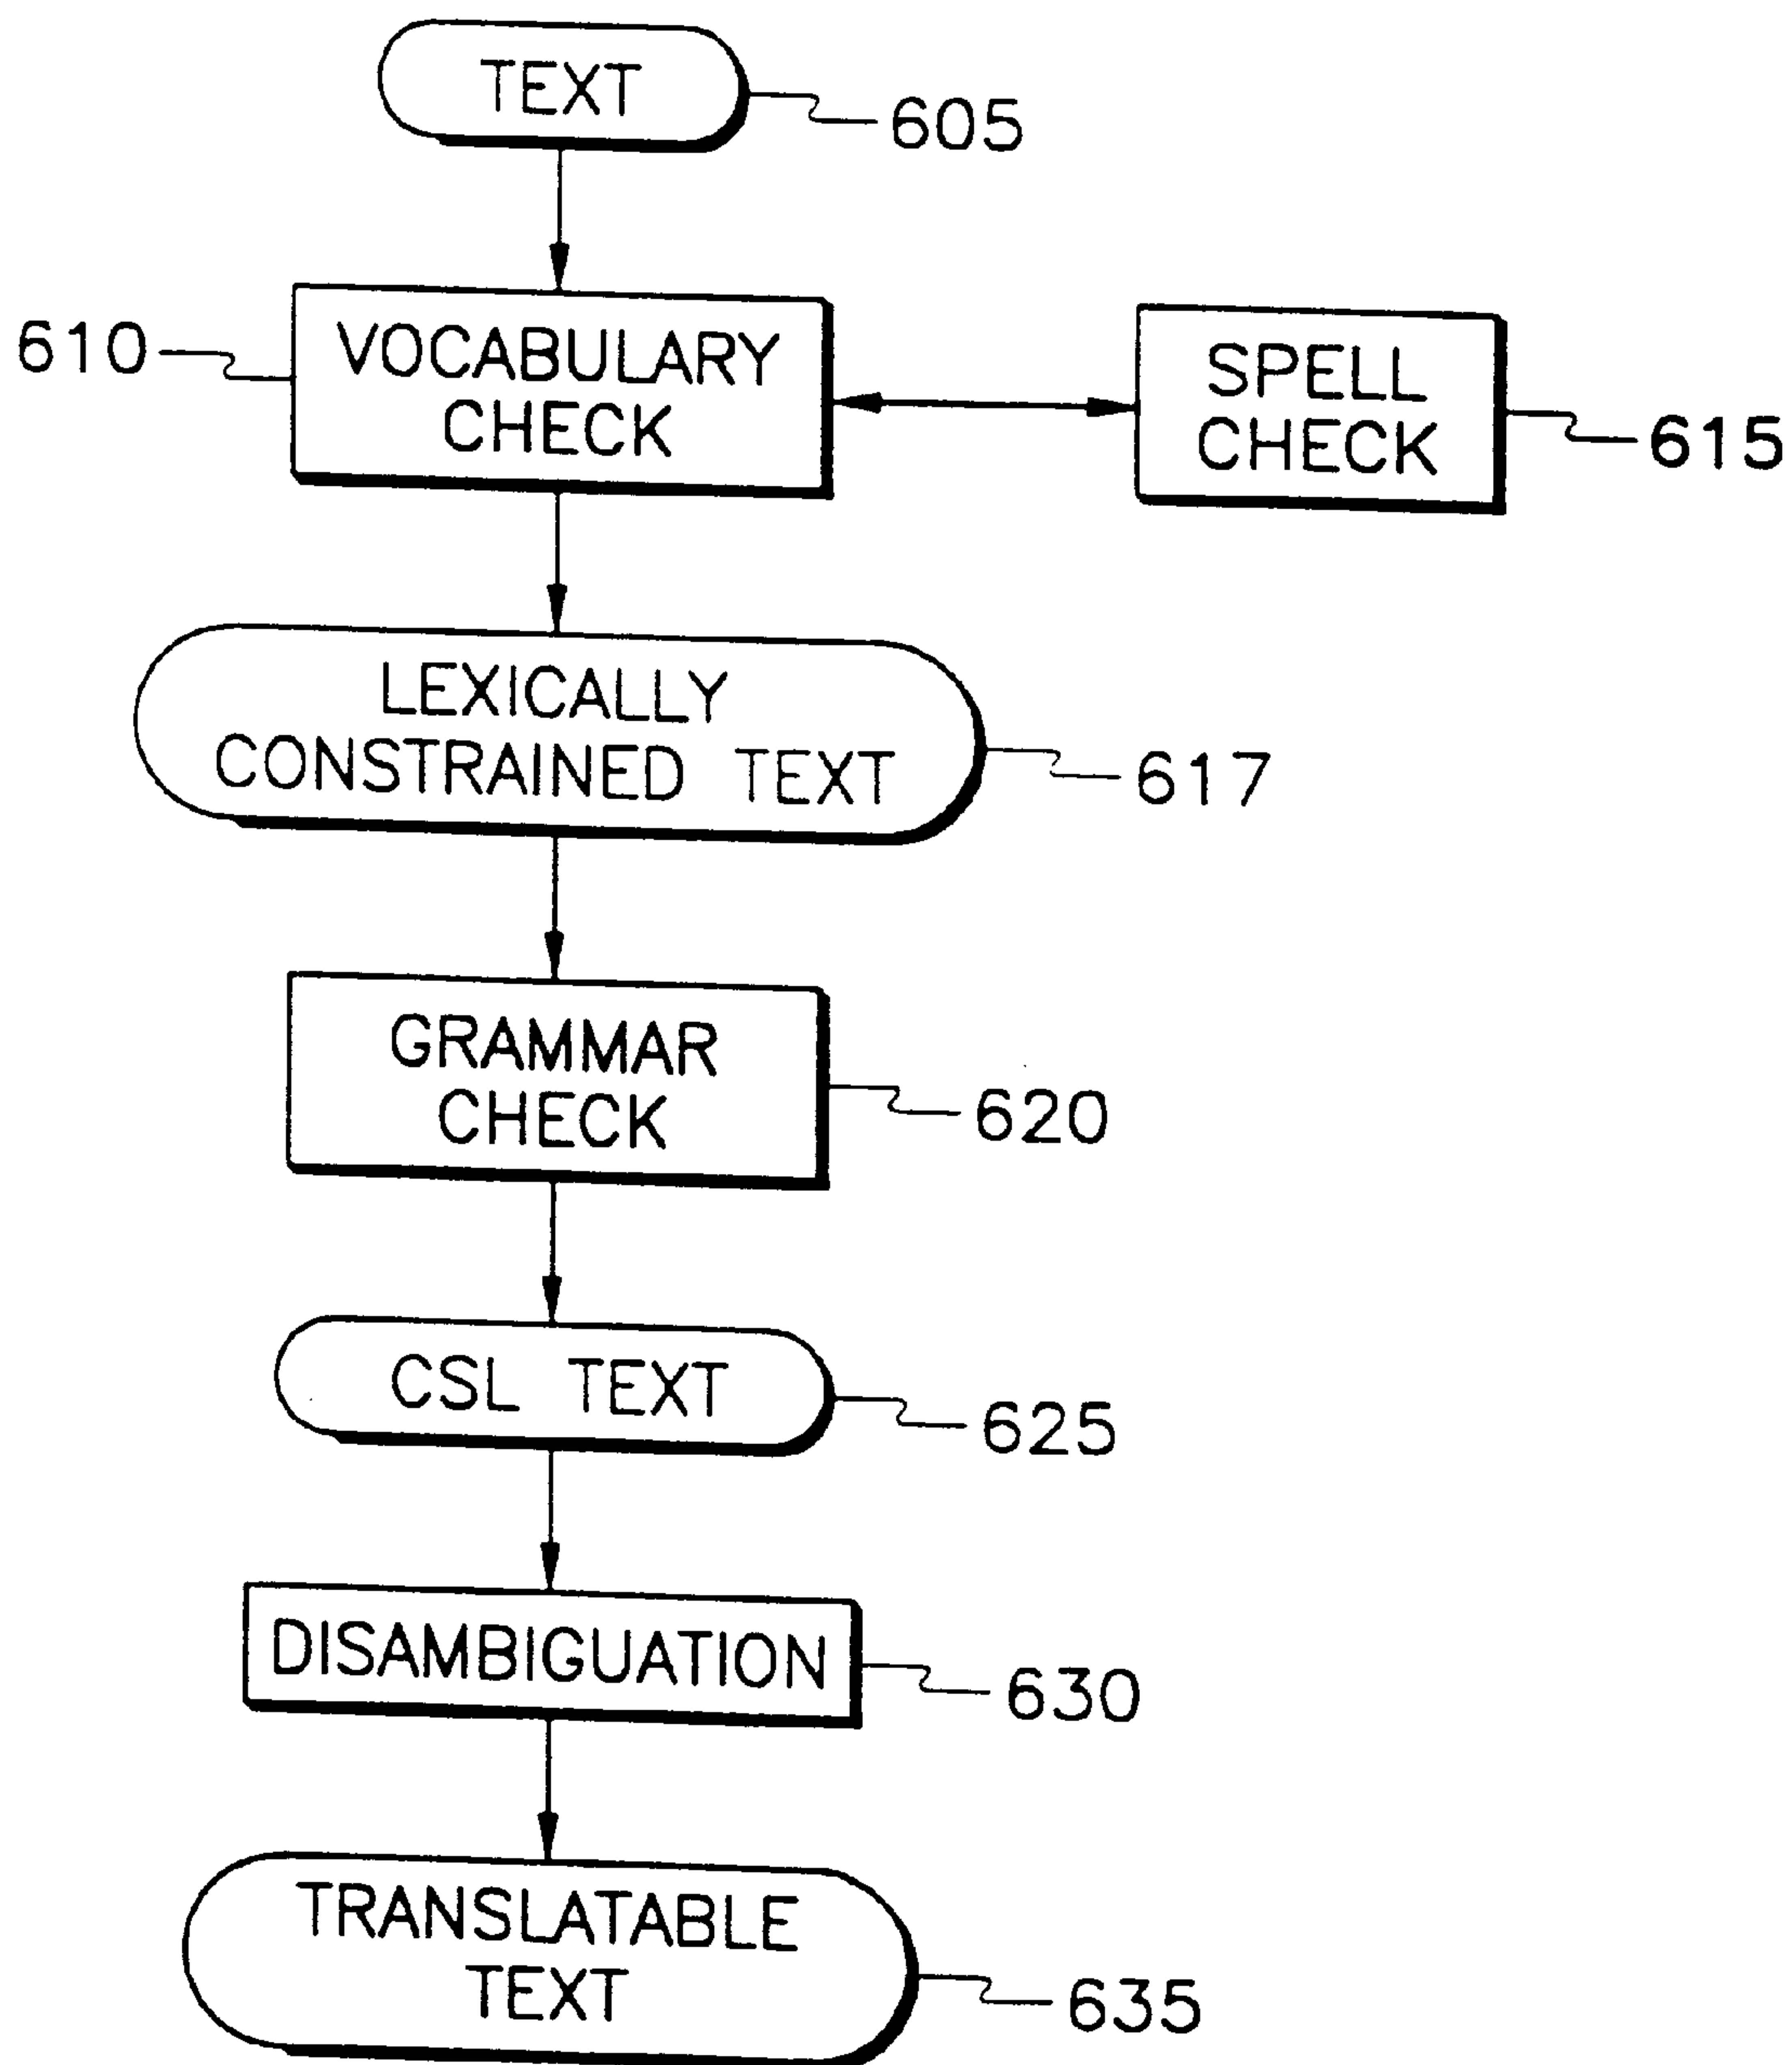 TEXT
605
610
VOCABULARY
CHECK
SPELL
CHECK
615
LEXICALLY
CONSTRAINED TEXT
617
GRAMMAR
CHECK
620
CSL TEXT
625
DISAMBIGUATION
630
TRANSLATABLE
TEXT
635